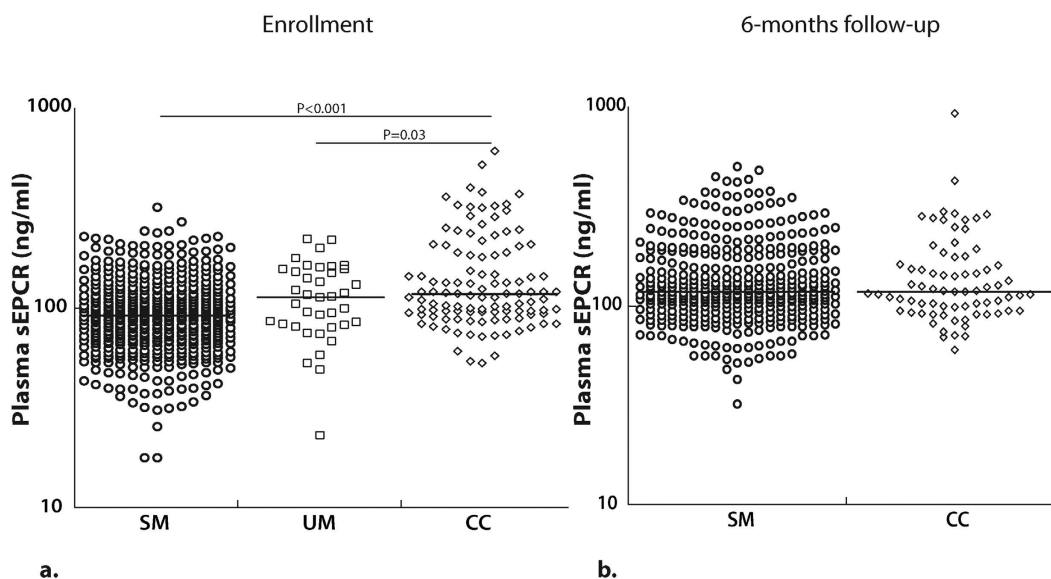 Enrollment
6-months follow-up
1000
P<0.001
P=0.03
Plasma sEPCR (ng/ml)
100
10
SM UM CC
a.
1000
Plasma sEPCR (ng/ml)
100
10
SM CC
b.